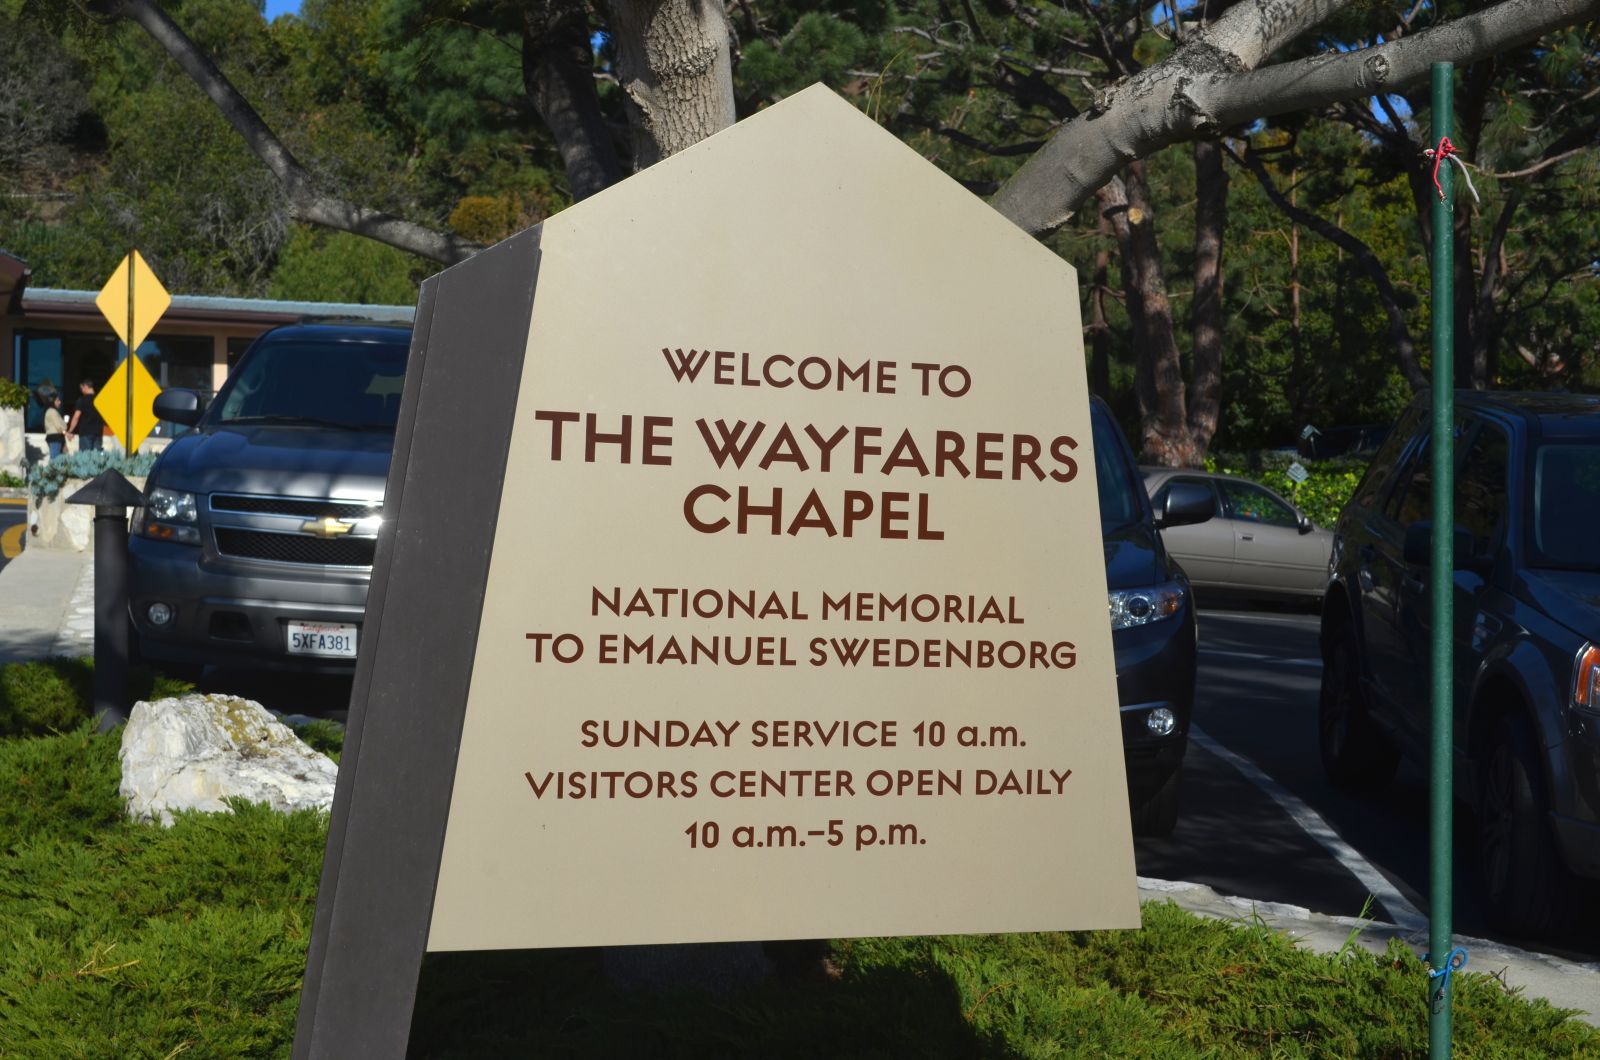 WELCOME TO
THE WAYFARERS
CHAPEL
NATIONAL MEMORIAL
TO EMANUEL SWEDENBORG
SUNDAY SERVICE 10 a.m.
VISITORS CENTER OPEN DAILY
10 a.m.–5 p.m.
California
5XFA381